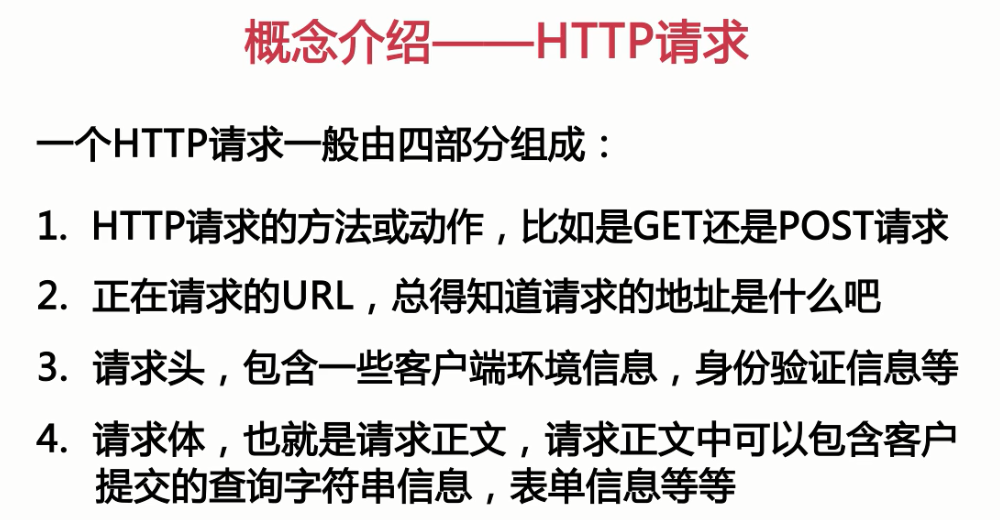 概念介绍——HTTP请求
一个HTTP请求一般由四部分组成：
1. HTTP请求的方法或动作，比如是GET还是POST请求
2. 正在请求的URL，总得知道请求的地址是什么吧
3. 请求头，包含一些客户端环境信息，身份验证信息等
4. 请求体，也就是请求正文，请求正文中可以包含客户
提交的查询字符串信息，表单信息等等